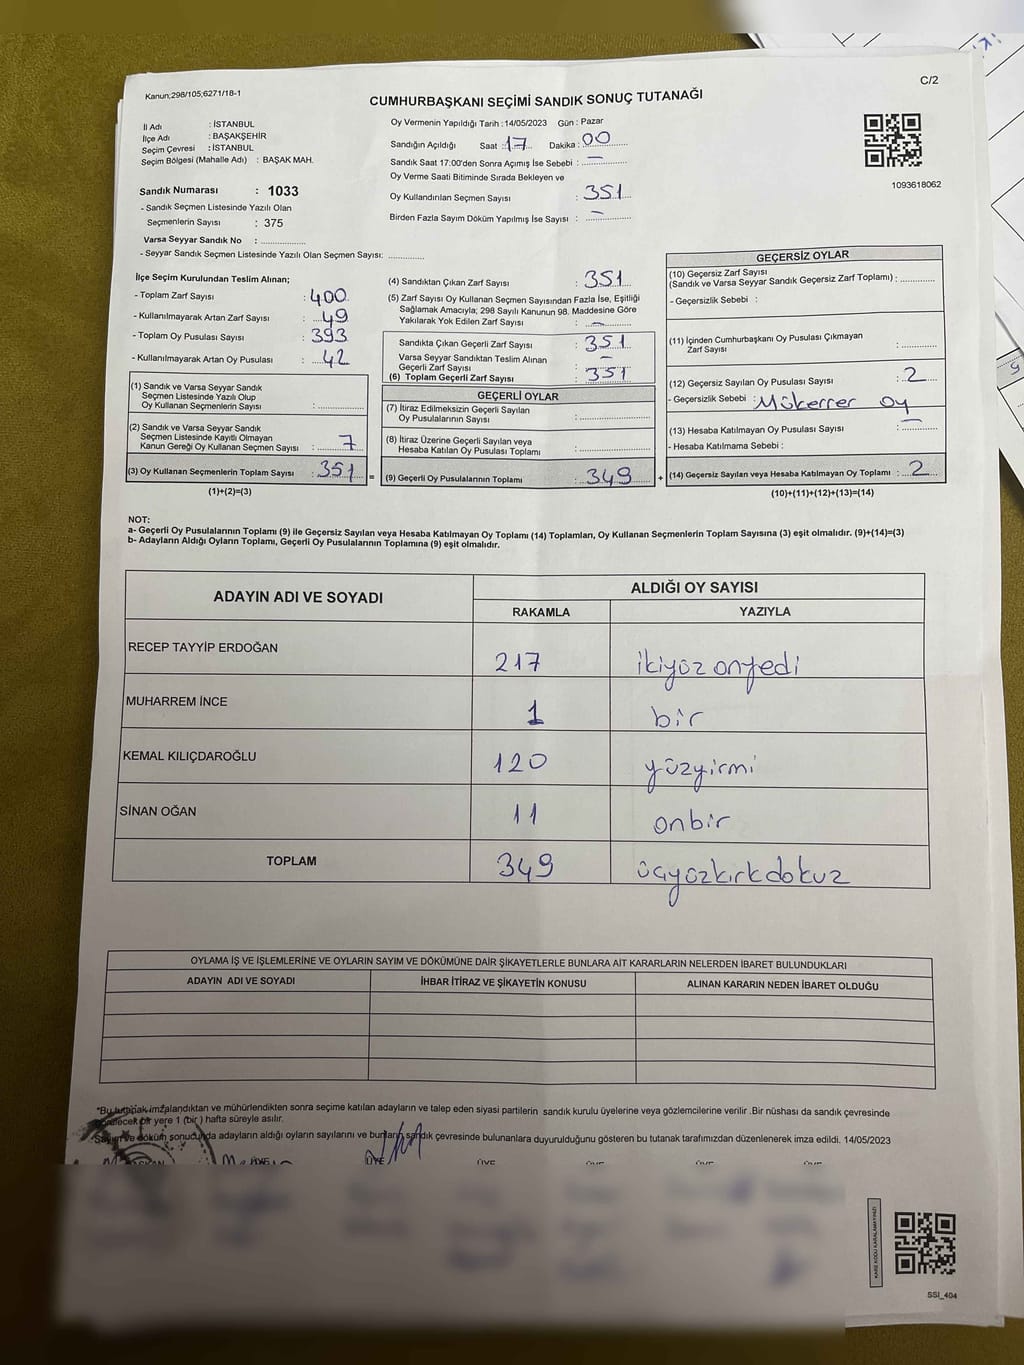 C/2
Kanun;298/105;6271/18-1
CUMHURBAŞKANI SEÇİMİ SANDIK SONUÇ TUTANAĞI
İl Adı : İSTANBUL
İlçe Adı : BAŞAKŞEHİR
Seçim Çevresi : İSTANBUL
Seçim Bölgesi (Mahalle Adı) : BAŞAK MAH.
Sandık Numarası : 1033
- Sandık Seçmen Listesinde Yazılı Olan
Seçmenlerin Sayısı : 375
Varsa Seyyar Sandık No : ..............
- Seyyar Sandık Seçmen Listesinde Yazılı Olan Seçmen Sayısı: ............
Oy Vermenin Yapıldığı Tarih : 14/05/2023 Gün : Pazar
Sandığın Açıldığı Saat : 17 Dakika : 00
Sandık Saat 17:00'den Sonra Açımış İse Sebebi : —
Oy Verme Saati Bitiminde Sırada Bekleyen ve
Oy Kullandırılan Seçmen Sayısı : 351
Birden Fazla Sayım Döküm Yapılmış İse Sayısı : —
1093618062
İlçe Seçim Kurulundan Teslim Alınan;
- Toplam Zarf Sayısı : 400
- Kullanılmayarak Artan Zarf Sayısı : 49
- Toplam Oy Pusulası Sayısı : 393
- Kullanılmayarak Artan Oy Pusulası : 42
(1) Sandık ve Varsa Seyyar Sandık
Seçmen Listesinde Yazılı Olup
Oy Kullanan Seçmenlerin Sayısı : ..............
(2) Sandık ve Varsa Seyyar Sandık
Seçmen Listesinde Kayıtlı Olmayan
Kanun Gereği Oy Kullanan Seçmen Sayısı : 7
(3) Oy Kullanan Seçmenlerin Toplam Sayısı : 351 =
(1)+(2)=(3)
(4) Sandıktan Çıkan Zarf Sayısı : 351
(5) Zarf Sayısı Oy Kullanan Seçmen Sayısından Fazla İse, Eşitliği
Sağlamak Amacıyla; 298 Sayılı Kanunun 98. Maddesine Göre
Yakılarak Yok Edilen Zarf Sayısı : —
Sandıkta Çıkan Geçerli Zarf Sayısı : 351
Varsa Seyyar Sandıktan Teslim Alınan
Geçerli Zarf Sayısı : —
(6) Toplam Geçerli Zarf Sayısı : 351
GEÇERLİ OYLAR
(7) İtiraz Edilmeksizin Geçerli Sayılan
Oy Pusulasının Sayısı : ..............
(8) İtiraz Üzerine Geçerli Sayılan veya
Hesaba Katılan Oy Pusulası Toplamı : ..............
(9) Geçerli Oy Pusulalarının Toplamı : 349 +
GEÇERSİZ OYLAR
(10) Geçersiz Zarf Sayısı
(Sandık ve Varsa Seyyar Sandık Geçersiz Zarf Toplamı) : ............
- Geçersizlik Sebebi :
(11) İçinden Cumhurbaşkanı Oy Pusulası Çıkmayan
Zarf Sayısı : ............
(12) Geçersiz Sayılan Oy Pusulası Sayısı : 2
- Geçersizlik Sebebi : Mükerrer oy
(13) Hesaba Katılmayan Oy Pusulası Sayısı : —
- Hesaba Katılmama Sebebi :
(14) Geçersiz Sayılan veya Hesaba Katılmayan Oy Toplamı : 2
(10)+(11)+(12)+(13)=(14)
NOT:
a- Geçerli Oy Pusulalarının Toplamı (9) ile Geçersiz Sayılan veya Hesaba Katılmayan Oy Toplamı (14) Toplamları, Oy Kullanan Seçmenlerin Toplam Sayısına (3) eşit olmalıdır. (9)+(14)=(3)
b- Adayların Aldığı Oyların Toplamı, Geçerli Oy Pusulalarının Toplamına (9) eşit olmalıdır.
ADAYIN ADI VE SOYADI ALDIĞI OY SAYISI
RAKAMLA YAZIYLA
RECEP TAYYİP ERDOĞAN 217 ikiyüz onyedi
MUHARREM İNCE 1 bir
KEMAL KILIÇDAROĞLU 120 yüzyirmi
SİNAN OĞAN 11 onbir
TOPLAM 349 üçyüzkırkdokuz
OYLAMA İŞ VE İŞLEMLERİNE VE OYLARIN SAYIM VE DÖKÜMÜNE DAİR ŞİKAYETLERLE BUNLARA AİT KARARLARIN NELERDEN İBARET BULUNDUKLARI
ADAYIN ADI VE SOYADI İHBAR İTİRAZ VE ŞİKAYETİN KONUSU ALINAN KARARIN NEDEN İBARET OLDUĞU
*Bu tutanak imzalandıktan ve mühürlendikten sonra seçime katılan adayların ve talep eden siyasi partilerin sandık kurulu üyelerine veya gözlemcilerine verilir .Bir nüshası da sandık çevresinde
görülecek bir yere 1 (bir) hafta süreyle asılır.
Sayım ve döküm sonucunda adayların aldığı oyların sayılarını ve bunların sandık çevresinde bulunanlara duyurulduğunu gösteren bu tutanak tarafımızdan düzenlenerek imza edildi. 14/05/2023
BAŞKAN ÜYE ÜYE ÜYE ÜYE ÜYE ÜYE
KARE KODU KARALAMAYINIZ!
SSI_404